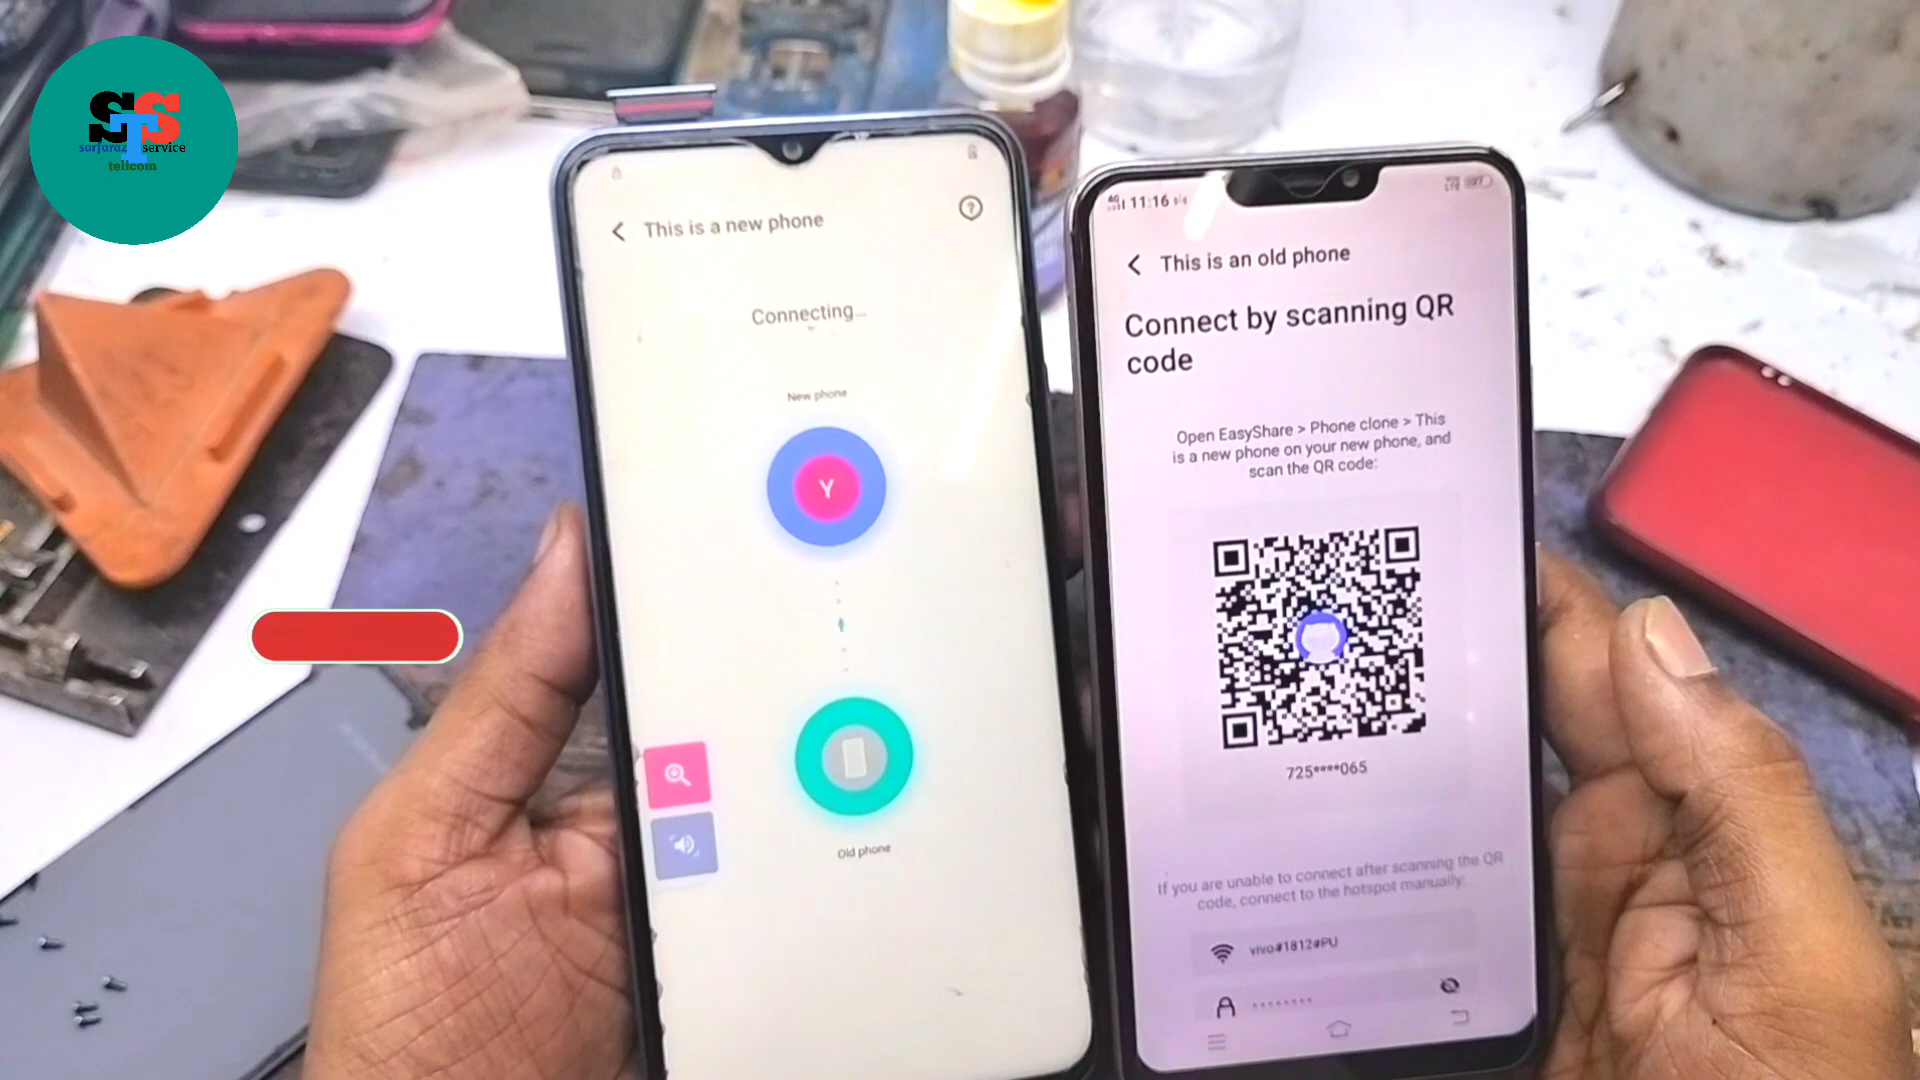 STS
sarfaraz service
tellcom
This is a new phone
?
Connecting...
New phone
Y
Old phone
11:16
This is an old phone
Connect by scanning QR
code
Open EasyShare > Phone clone > This
is a new phone on your new phone, and
scan the QR code:
725****065
If you are unable to connect after scanning the QR
code, connect to the hotspot manually:
vivo#1812#PU
********